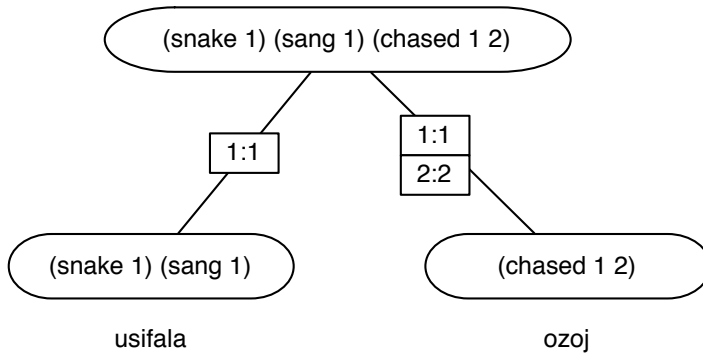 (snake 1) (sang 1) (chased 1 2)
1:1
1:1
2:2
(snake 1) (sang 1)
(chased 1 2)
usifala
ozoj